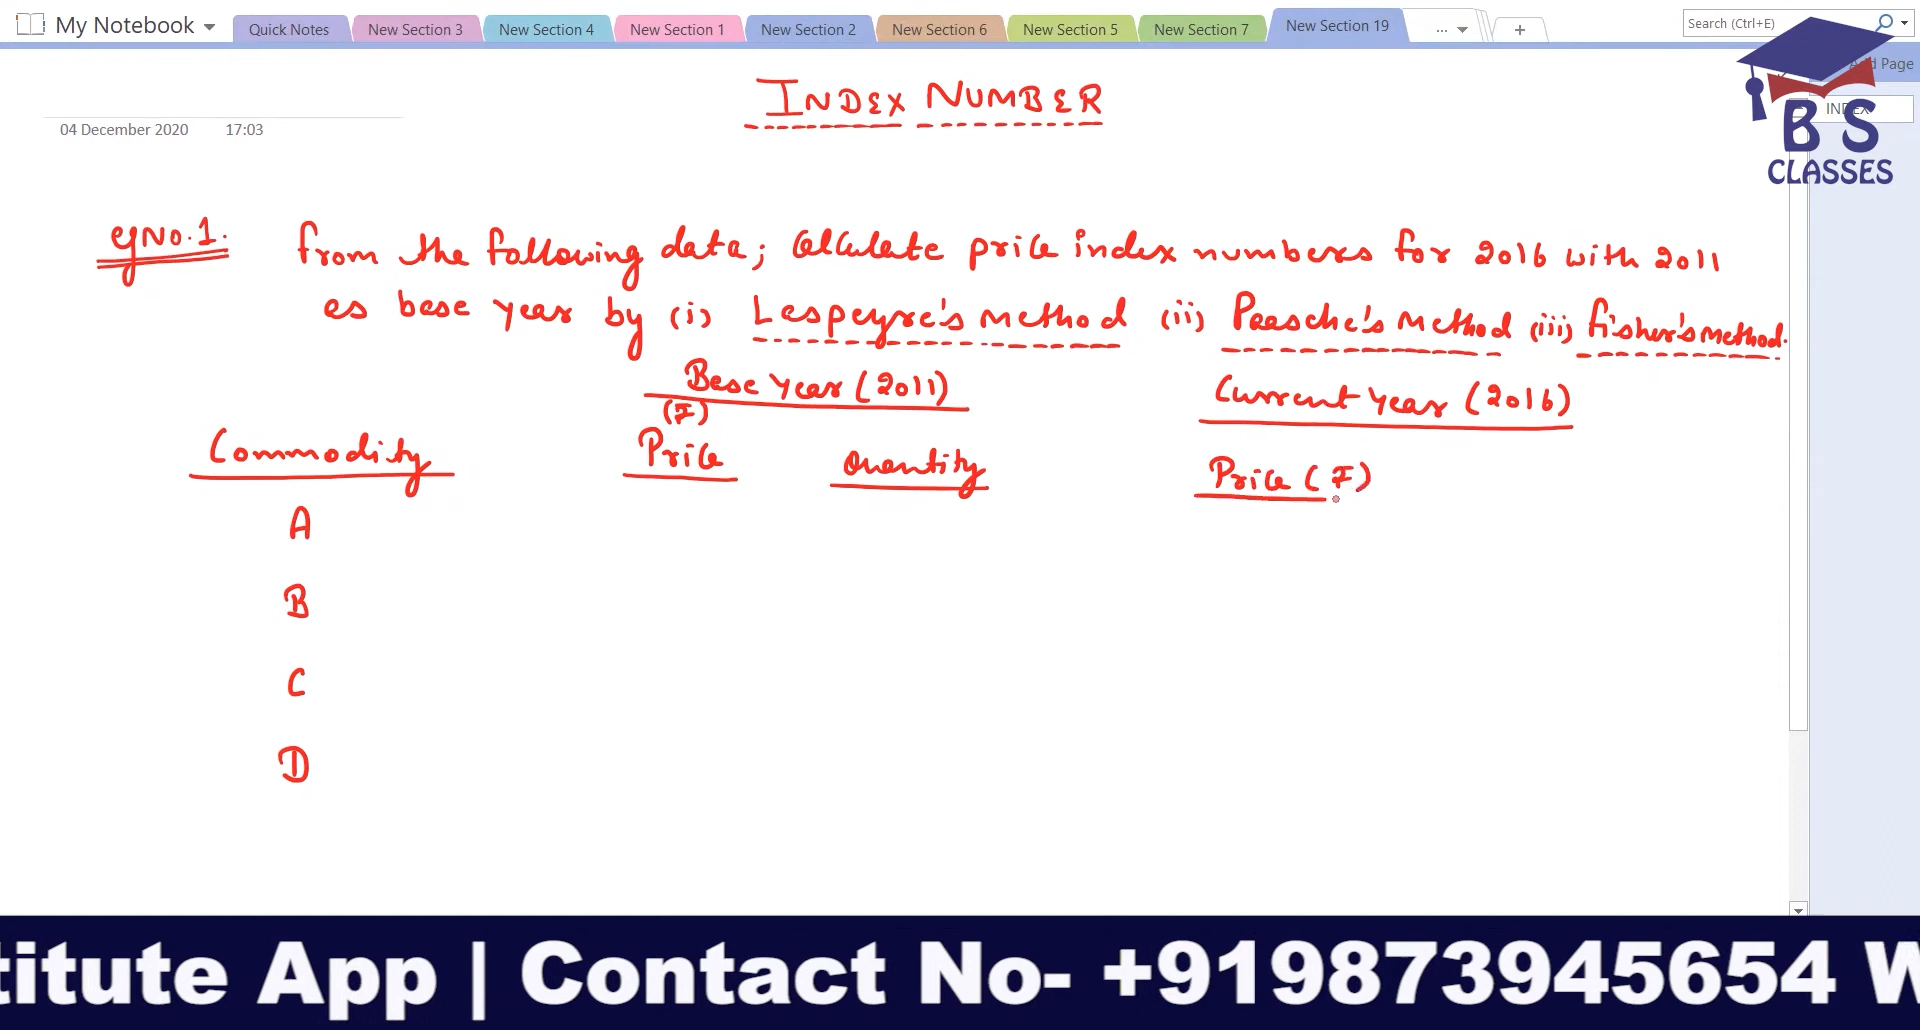 My Notebook
Quick Notes
New Section 3
New Section 4
New Section 1
New Section 2
New Section 6
New Section 5
New Section 7
New Section 19
...
+
Search (Ctrl+E)
Add Page
INDEX
B S
CLASSES
INDEX NUMBER
04 December 2020 17:03
eg No. 1. From the following data; calculate price index numbers for 2016 with 2011
as base year by (i) Laspeyre's method (ii) Paasche's Method (iii) Fisher's method.
Base Year (2011) Current Year (2016)
(₹)
Commodity Price Quantity Price (₹)
A
B
C
D
titute App | Contact No- +919873945654 W